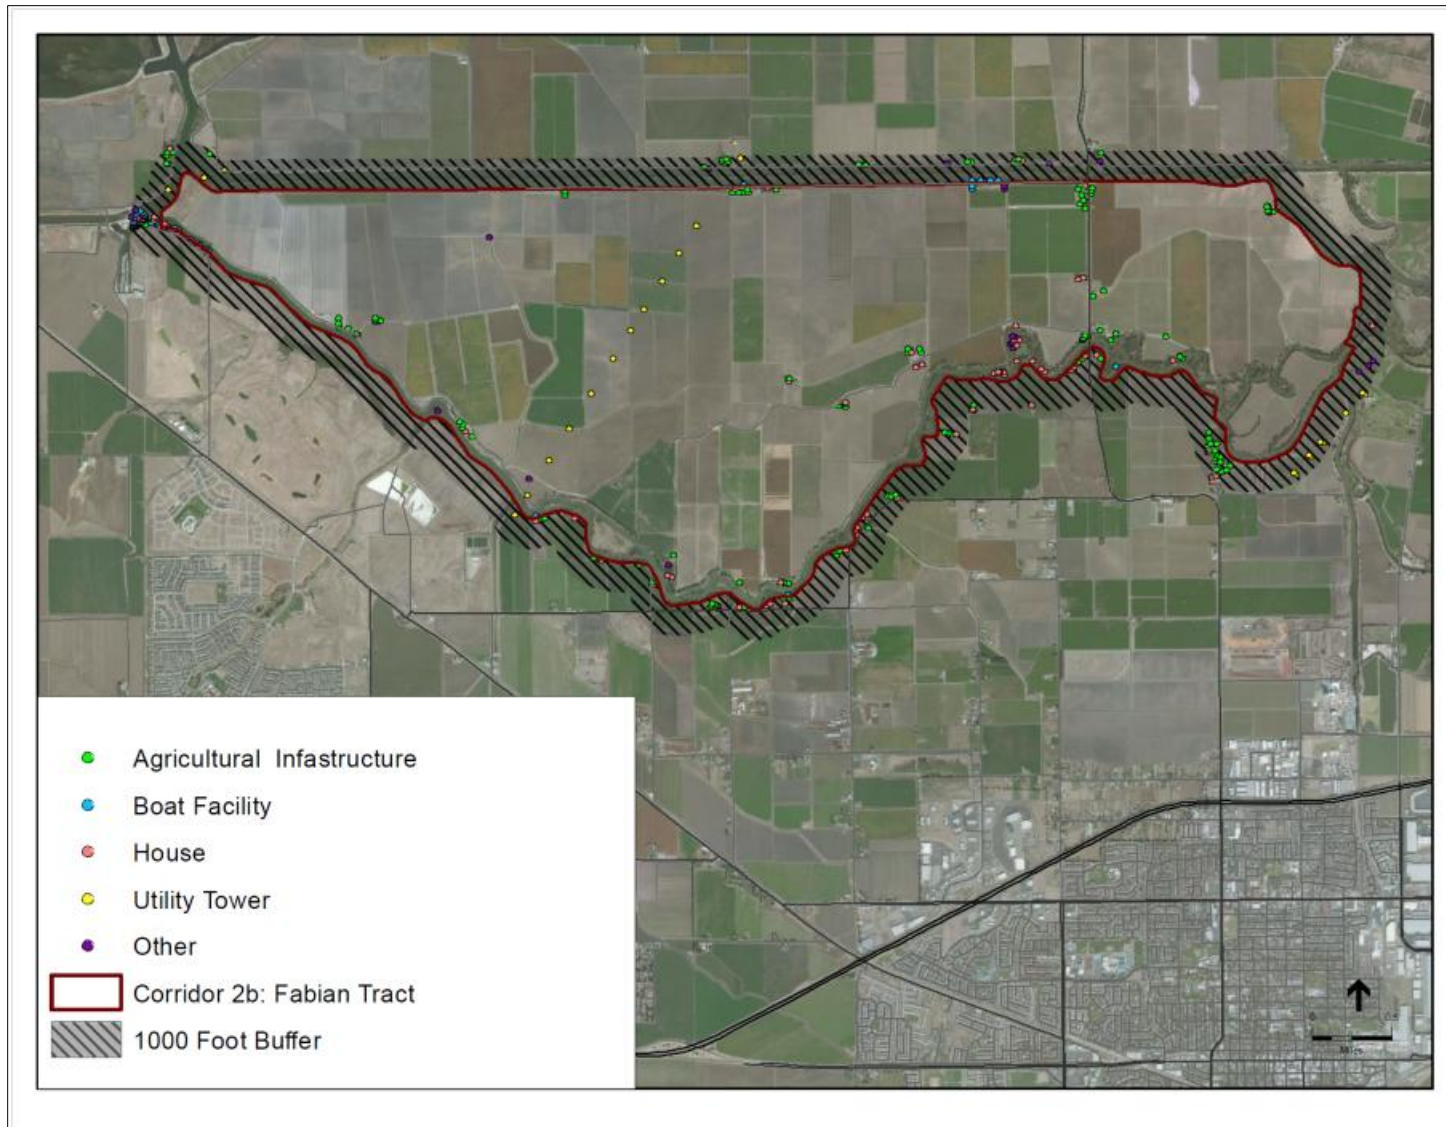 Agricultural Infastructure
Boat Facility
House
Utility Tower
Other
Corridor 2b: Fabian Tract
1000 Foot Buffer